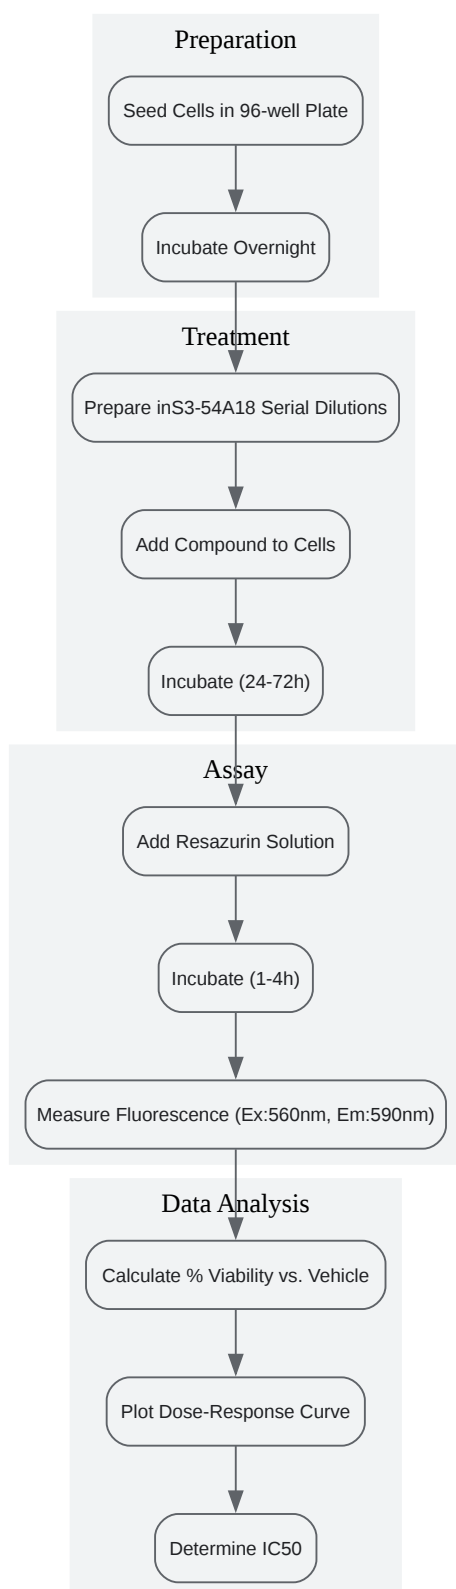 Preparation
Seed Cells in 96-well Plate
Incubate Overnight
Treatment
Prepare inS3-54A18 Serial Dilutions
Add Compound to Cells
Incubate (24-72h)
Assay
Add Resazurin Solution
Incubate (1-4h)
Measure Fluorescence (Ex:560nm, Em:590nm)
Data Analysis
Calculate % Viability vs. Vehicle
Plot Dose-Response Curve
Determine IC50